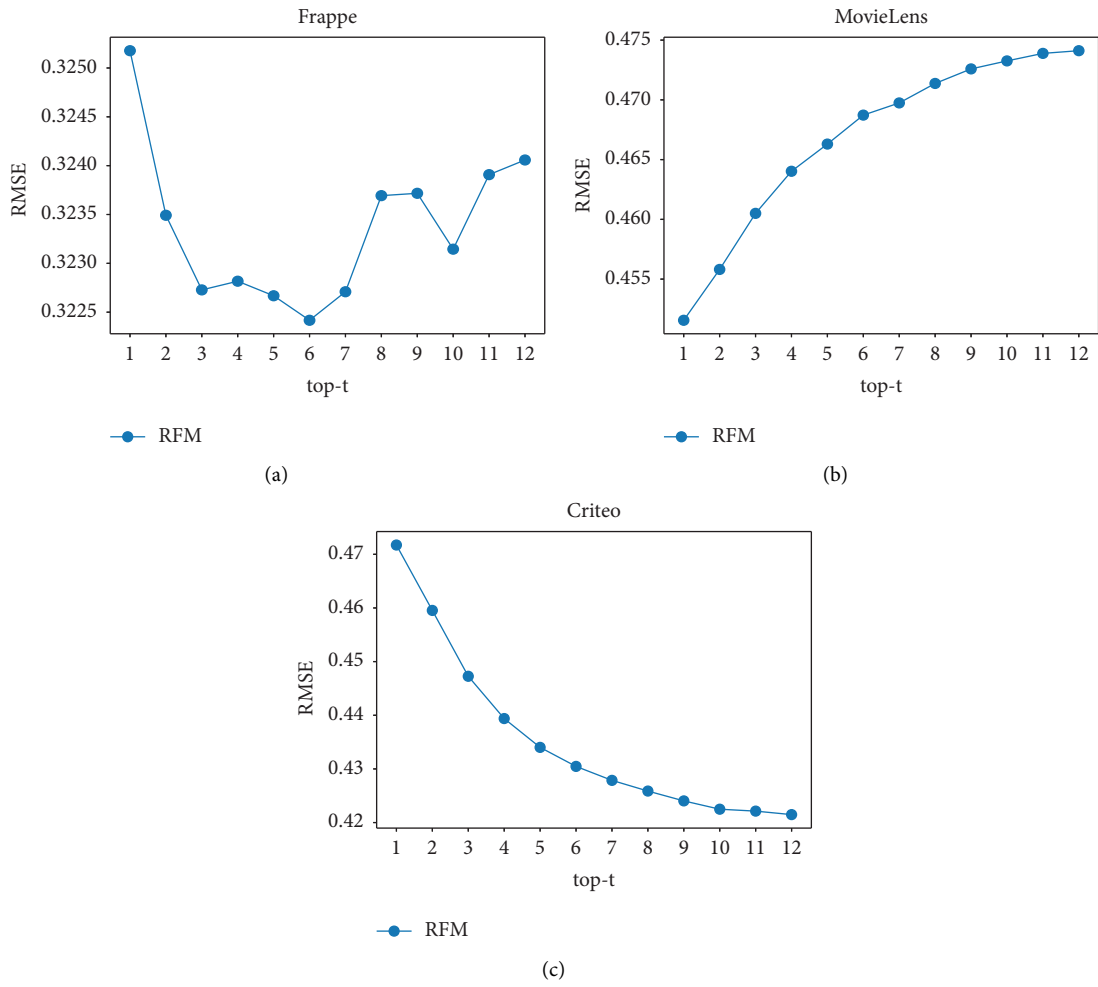 Frappe
0.3250
0.3245
0.3240
0.3235
0.3230
0.3225
RMSE
1 2 3 4 5 6 7 8 9 10 11 12
top-t
RFM
(a)
MovieLens
0.475
0.470
0.465
0.460
0.455
RMSE
1 2 3 4 5 6 7 8 9 10 11 12
top-t
RFM
(b)
Criteo
0.47
0.46
0.45
0.44
0.43
0.42
RMSE
1 2 3 4 5 6 7 8 9 10 11 12
top-t
RFM
(c)